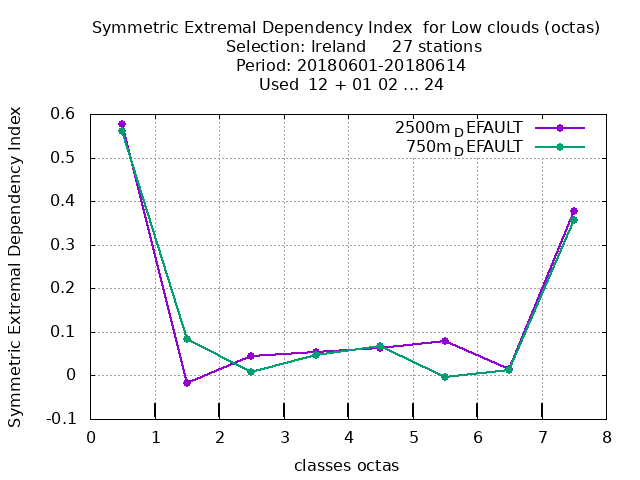 Symmetric Extremal Dependency Index  for Low clouds (octas)
Selection: Ireland     27 stations
Period: 20180601-20180614
Used  12 + 01 02 ... 24
Symmetric Extremal Dependency Index
0.6
0.5
0.4
0.3
0.2
0.1
0
-0.1
2500m_DEFAULT
750m_DEFAULT
0 1 2 3 4 5 6 7 8
classes octas